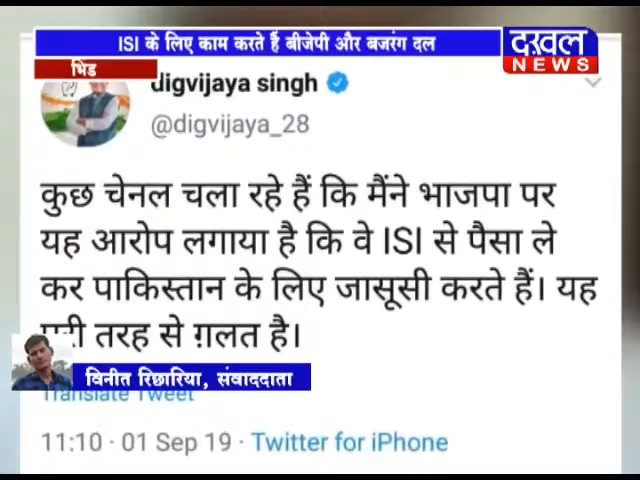 ISI के लिए काम करते हैं बीजेपी और बजरंग दल
दखल
NEWS
भिंड
digvijaya singh
@digvijaya_28
कुछ चेनल चला रहे हैं कि मैंने भाजपा पर
यह आरोप लगाया है कि वे ISI से पैसा ले
कर पाकिस्तान के लिए जासूसी करते हैं। यह
पूरी तरह से ग़लत है।
विनीत रिछारिया, संवाददाता
Translate Tweet
11:10 · 01 Sep 19 · Twitter for iPhone